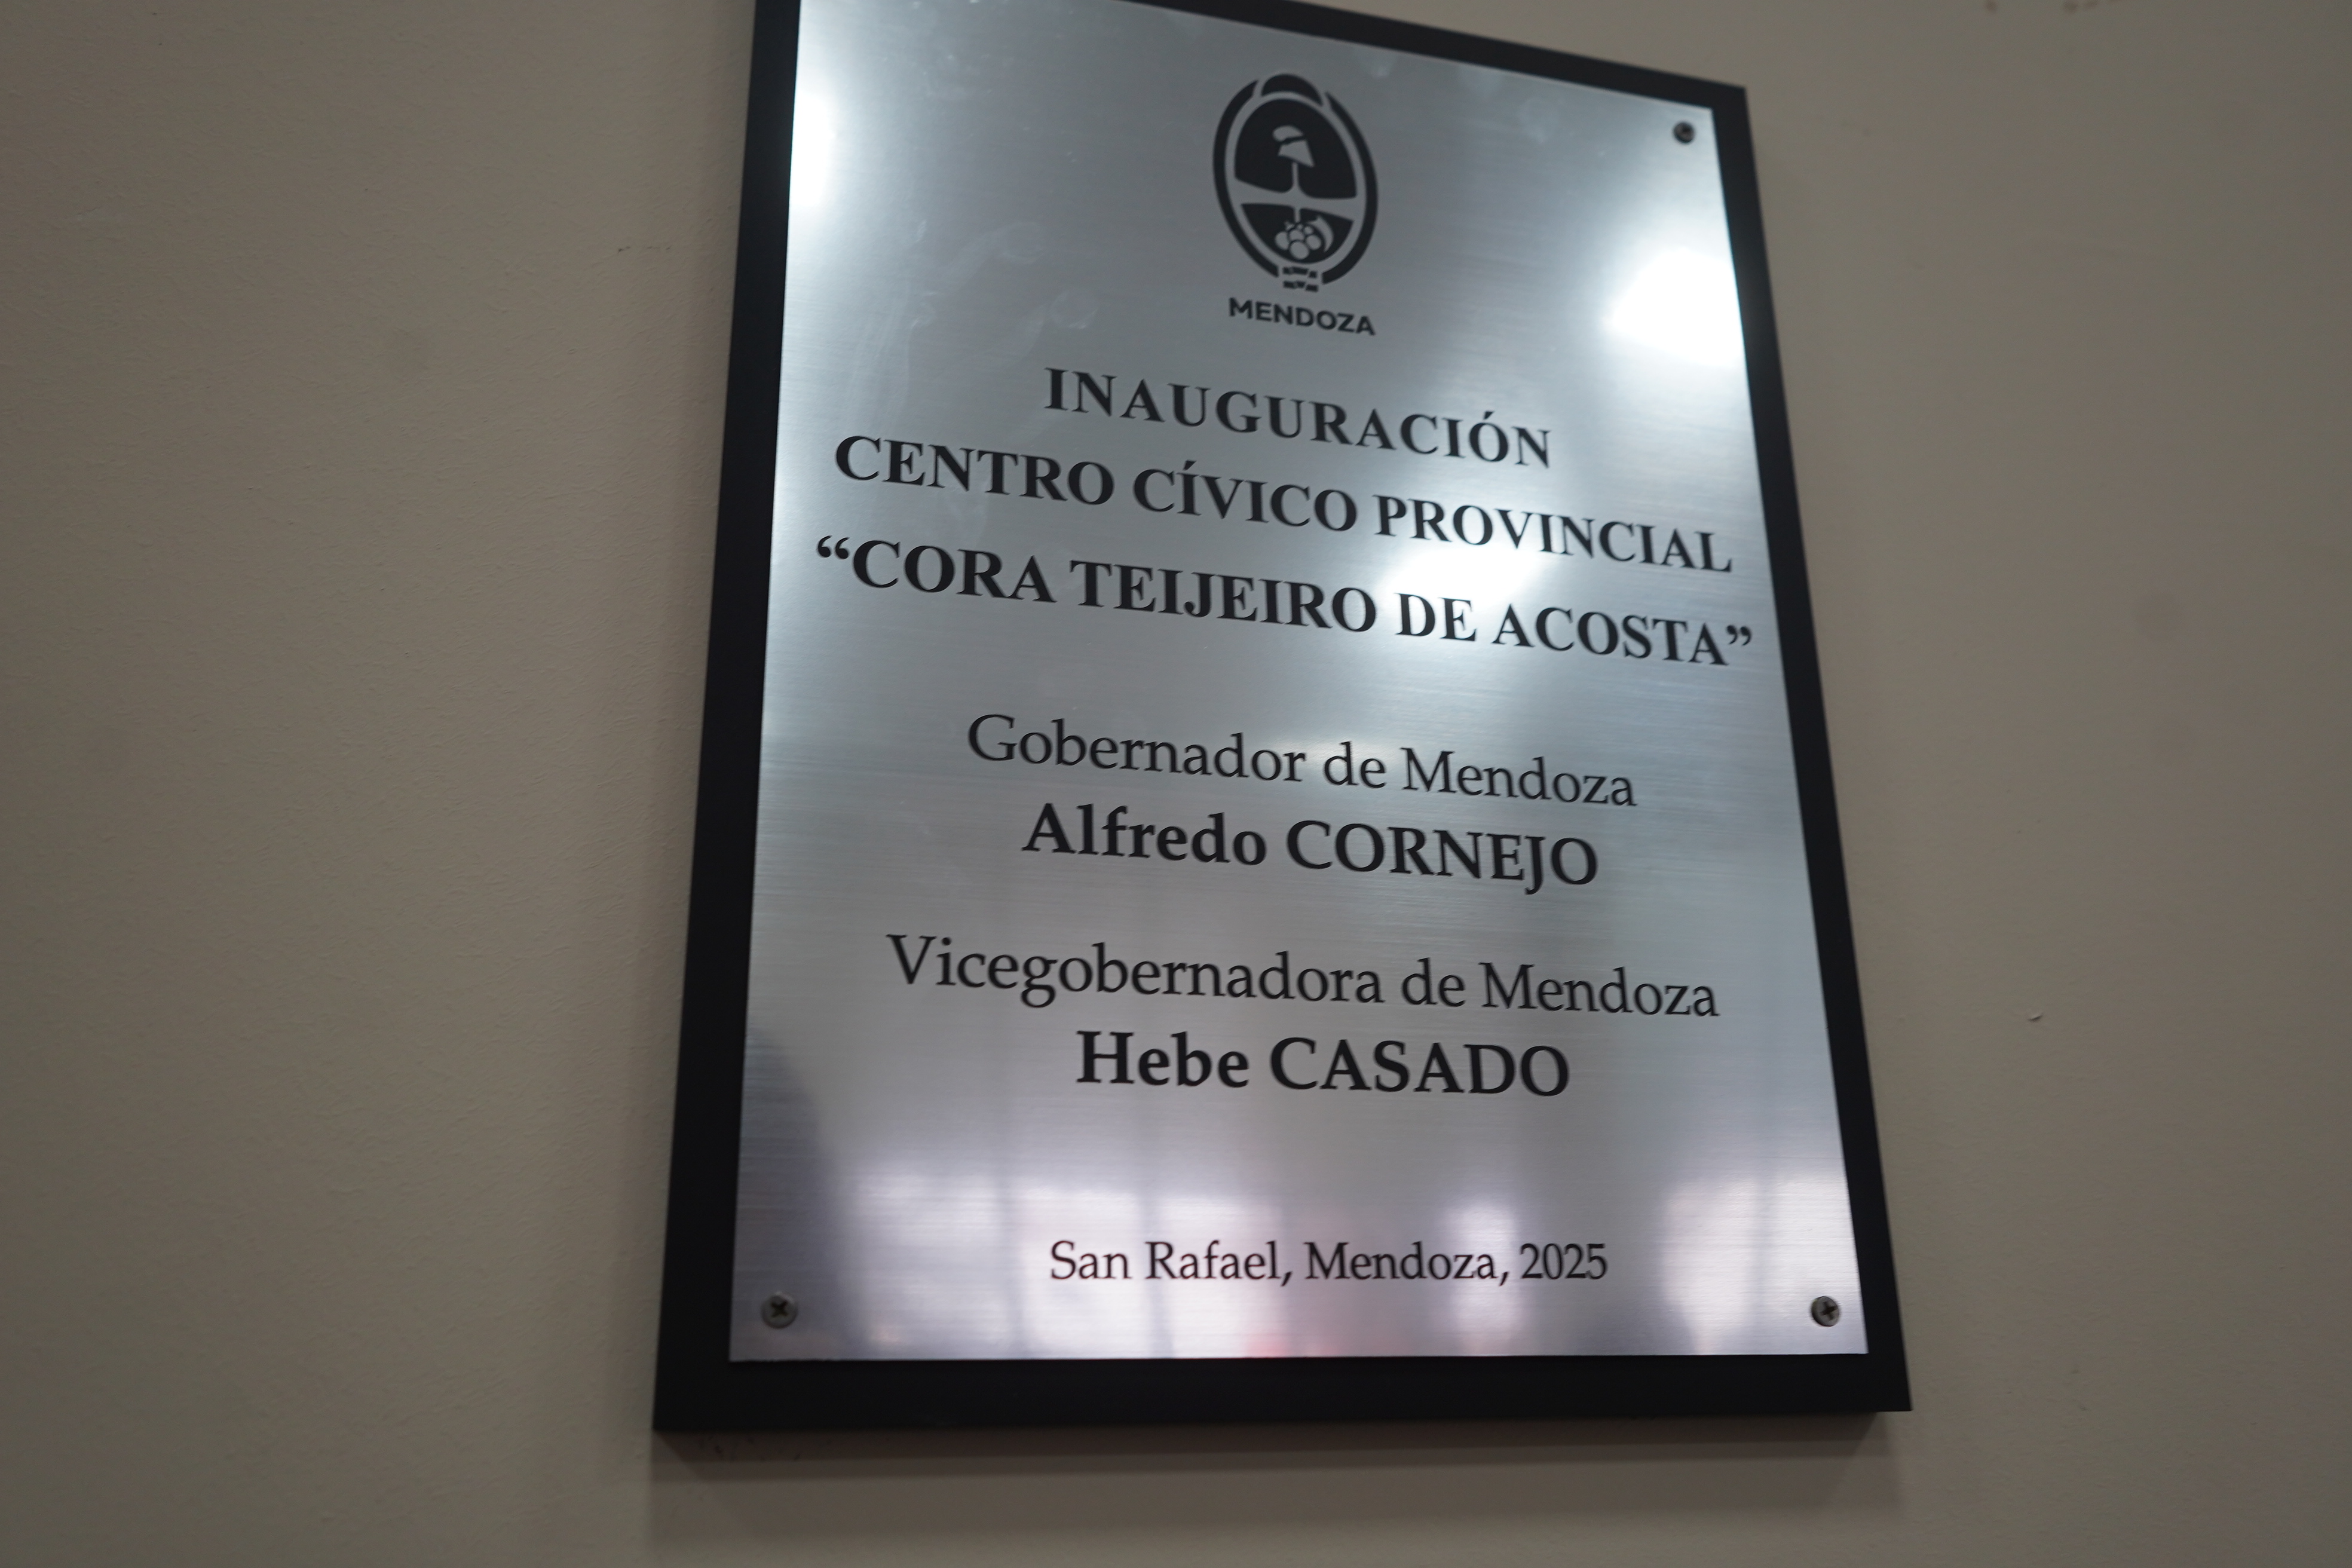 MENDOZA
INAUGURACIÓN
CENTRO CÍVICO PROVINCIAL
“CORA TEIJEIRO DE ACOSTA”
Gobernador de Mendoza
Alfredo CORNEJO
Vicegobernadora de Mendoza
Hebe CASADO
San Rafael, Mendoza, 2025